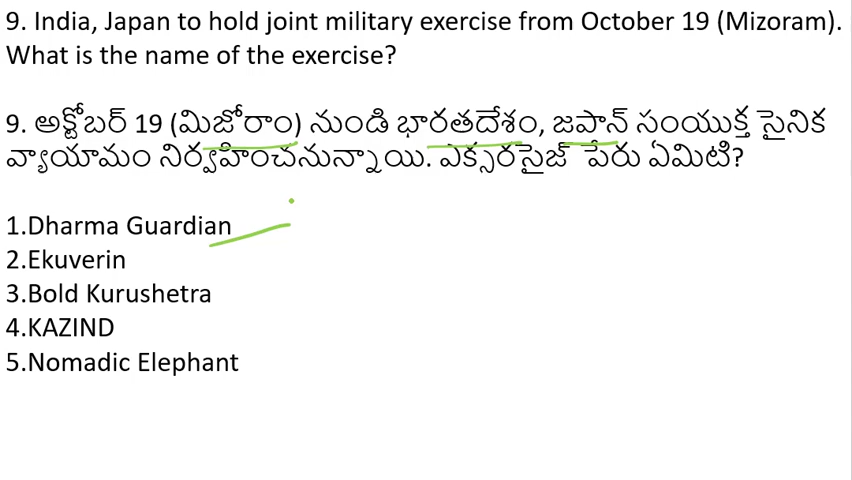 9. India, Japan to hold joint military exercise from October 19 (Mizoram).
What is the name of the exercise?
9. అక్టోబర్ 19 (మిజోరాం) నుండి భారతదేశం, జపాన్ సంయుక్త సైనిక
వ్యాయామం నిర్వహించనున్నాయి. ఎక్సరసైజ్ పేరు ఏమిటి?
1.Dharma Guardian
2.Ekuverin
3.Bold Kurushetra
4.KAZIND
5.Nomadic Elephant